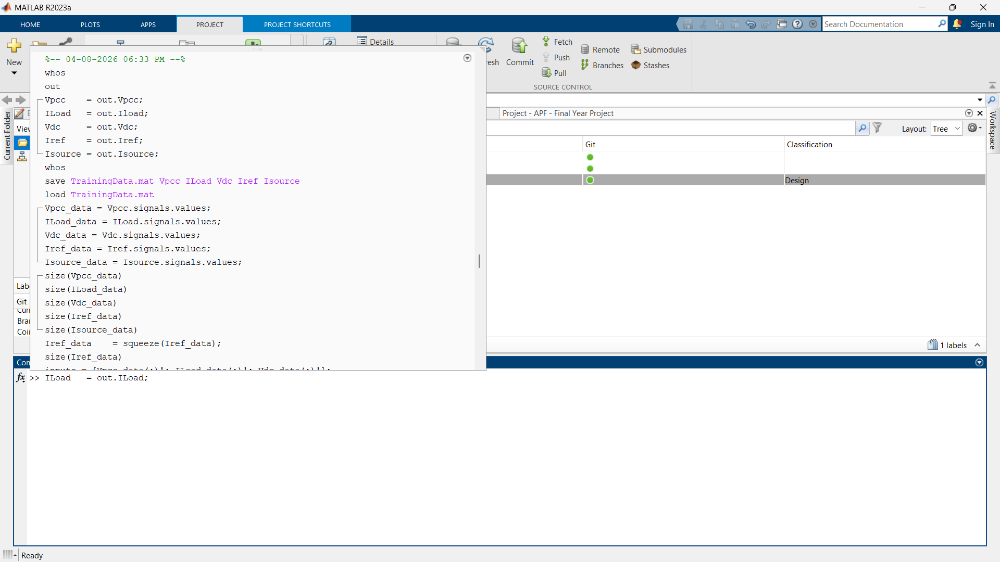 MATLAB R2023a
HOME PLOTS APPS PROJECT PROJECT SHORTCUTS
Search Documentation
Sign In
New
Details
Commit
Fetch
Push
Pull
Remote
Branches
Submodules
Stashes
SOURCE CONTROL
%-- 04-08-2026 06:33 PM --%
whos
out
Vpcc    = out.Vpcc;
ILoad   = out.Iload;
Vdc     = out.Vdc;
Iref    = out.Iref;
Isource = out.Isource;
whos
save TrainingData.mat Vpcc ILoad Vdc Iref Isource
load TrainingData.mat
Vpcc_data = Vpcc.signals.values;
ILoad_data = ILoad.signals.values;
Vdc_data = Vdc.signals.values;
Iref_data = Iref.signals.values;
Isource_data = Isource.signals.values;
size(Vpcc_data)
size(ILoad_data)
size(Vdc_data)
size(Iref_data)
size(Isource_data)
Iref_data    = squeeze(Iref_data);
size(Iref_data)
inputs = [Vpcc_data(:)'; ILoad_data(:)'; Vdc_data(:)'];
Current Folder
Project - APF - Final Year Project
Layout: Tree
Git
Classification
Design
Git
1 labels
Workspace
>> ILoad   = out.ILoad;
Ready